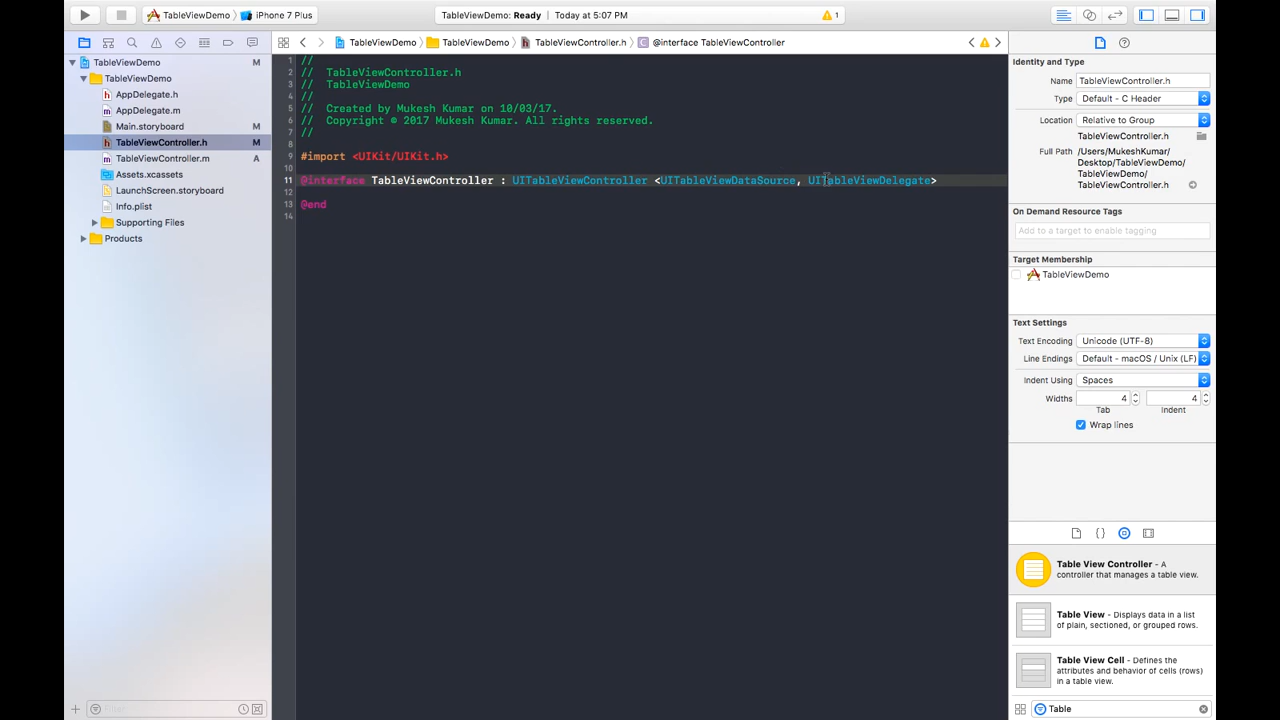 TableViewDemo
iPhone 7 Plus
TableViewDemo: Ready
Today at 5:07 PM
1
TableViewDemo
M
TableViewDemo
AppDelegate.h
AppDelegate.m
Main.storyboard
M
TableViewController.h
M
TableViewController.m
A
Assets.xcassets
LaunchScreen.storyboard
Info.plist
Supporting Files
Products
Filter
TableViewDemo
TableViewDemo
TableViewController.h
@interface TableViewController
1 //
2 // TableViewController.h
3 // TableViewDemo
4 //
5 // Created by Mukesh Kumar on 10/03/17.
6 // Copyright © 2017 Mukesh Kumar. All rights reserved.
7 //
8
9 #import <UIKit/UIKit.h>
10
11 @interface TableViewController : UITableViewController <UITableViewDataSource, UITableViewDelegate>
12
13 @end
14
Identity and Type
Name TableViewController.h
Type Default - C Header
Location Relative to Group
TableViewController.h
Full Path /Users/MukeshKumar/
Desktop/TableViewDemo/
TableViewDemo/
TableViewController.h
On Demand Resource Tags
Add to a target to enable tagging
Target Membership
TableViewDemo
Text Settings
Text Encoding Unicode (UTF-8)
Line Endings Default - macOS / Unix (LF)
Indent Using Spaces
Widths 4 4
Tab Indent
Wrap lines
Table View Controller - A
controller that manages a table view.
Table View - Displays data in a list
of plain, sectioned, or grouped rows.
Table View Cell - Defines the
attributes and behavior of cells (rows)
in a table view.
Table